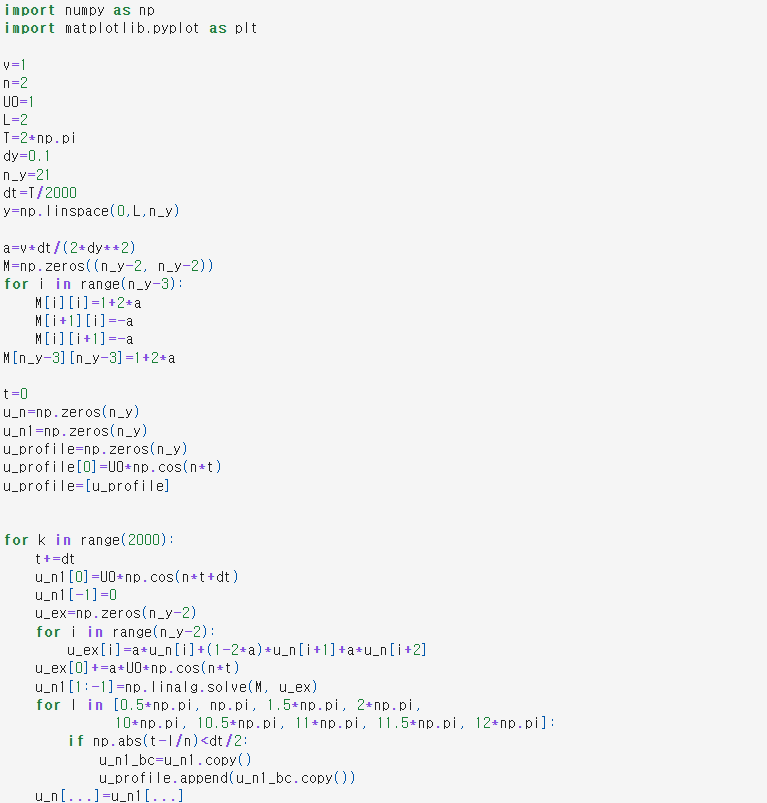 import numpy as np
import matplotlib.pyplot as plt

v=1
n=2
U0=1
L=2
T=2*np.pi
dy=0.1
n_y=21
dt=T/2000
y=np.linspace(0,L,n_y)

a=v*dt/(2*dy**2)
M=np.zeros((n_y-2, n_y-2))
for i in range(n_y-3):
    M[i][i]=1+2*a
    M[i+1][i]=-a
    M[i][i+1]=-a
M[n_y-3][n_y-3]=1+2*a

t=0
u_n=np.zeros(n_y)
u_n1=np.zeros(n_y)
u_profile=np.zeros(n_y)
u_profile[0]=U0*np.cos(n*t)
u_profile=[u_profile]


for k in range(2000):
    t+=dt
    u_n1[0]=U0*np.cos(n*t+dt)
    u_n1[-1]=0
    u_ex=np.zeros(n_y-2)
    for i in range(n_y-2):
        u_ex[i]=a*u_n[i]+(1-2*a)*u_n[i+1]+a*u_n[i+2]
    u_ex[0]+=a*U0*np.cos(n*t)
    u_n1[1:-1]=np.linalg.solve(M, u_ex)
    for l in [0.5*np.pi, np.pi, 1.5*np.pi, 2*np.pi,
              10*np.pi, 10.5*np.pi, 11*np.pi, 11.5*np.pi, 12*np.pi]:
        if np.abs(t-l/n)<dt/2:
            u_n1_bc=u_n1.copy()
            u_profile.append(u_n1_bc.copy())
    u_n[...]=u_n1[...]